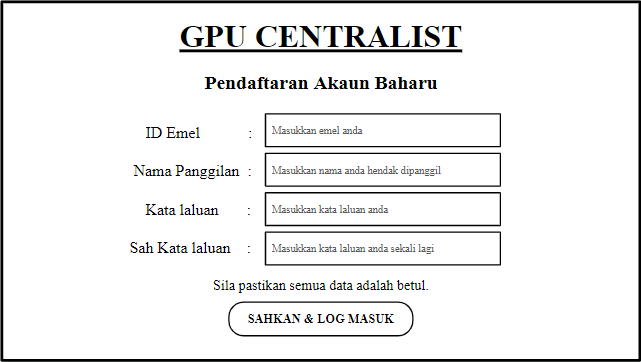 GPU CENTRALIST
Pendaftaran Akaun Baharu
ID Emel : Masukkan emel anda
Nama Panggilan : Masukkan nama anda hendak dipanggil
Kata laluan : Masukkan kata laluan anda
Sah Kata laluan : Masukkan kata laluan anda sekali lagi
Sila pastikan semua data adalah betul.
SAHKAN & LOG MASUK